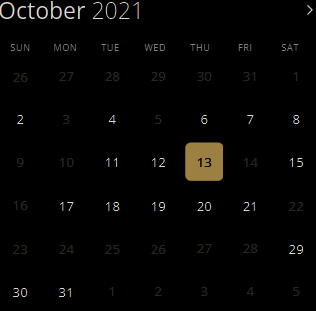 October 2021
SUN MON TUE WED THU FRI SAT
26 27 28 29 30 31 1
2 3 4 5 6 7 8
9 10 11 12 13 14 15
16 17 18 19 20 21 22
23 24 25 26 27 28 29
30 31 1 2 3 4 5